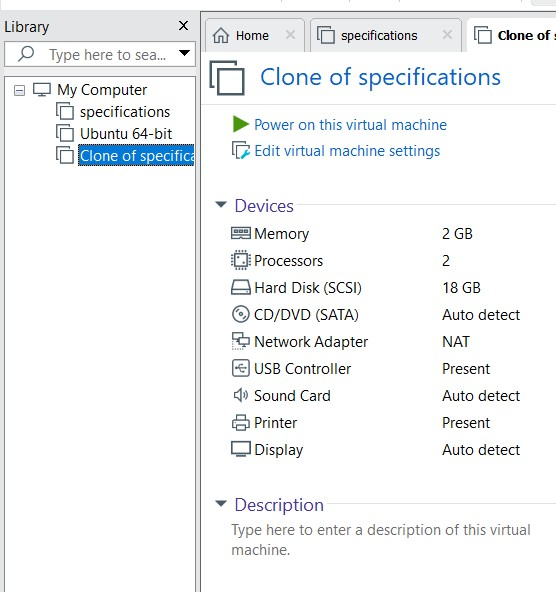 Library
Type here to sea...
My Computer
specifications
Ubuntu 64-bit
Clone of specifica
Home
specifications
Clone of
Clone of specifications
Power on this virtual machine
Edit virtual machine settings
Devices
Memory 2 GB
Processors 2
Hard Disk (SCSI) 18 GB
CD/DVD (SATA) Auto detect
Network Adapter NAT
USB Controller Present
Sound Card Auto detect
Printer Present
Display Auto detect
Description
Type here to enter a description of this virtual
machine.